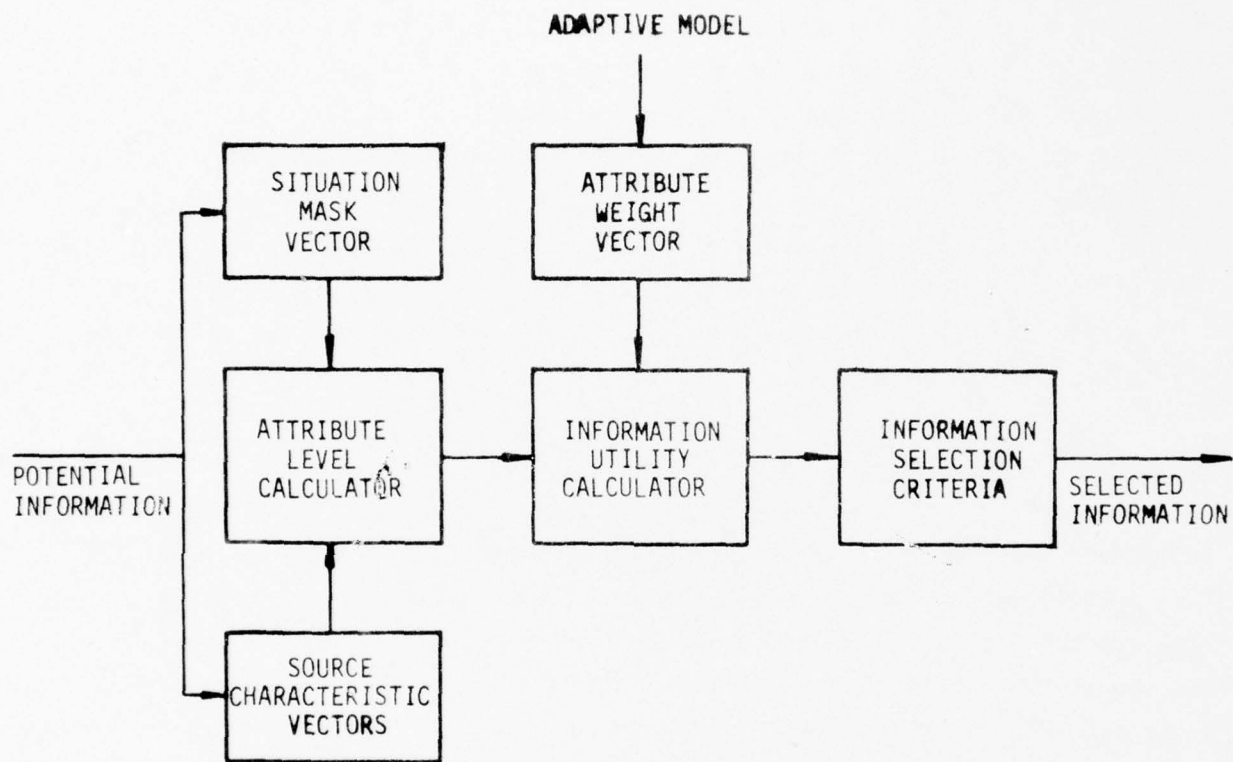 ADAPTIVE MODEL
SITUATION
MASK
VECTOR
ATTRIBUTE
WEIGHT
VECTOR
ATTRIBUTE
LEVEL
CALCULATOR
INFORMATION
UTILITY
CALCULATOR
INFORMATION
SELECTION
CRITERIA
POTENTIAL
INFORMATION
SELECTED
INFORMATION
SOURCE
CHARACTERISTIC
VECTORS